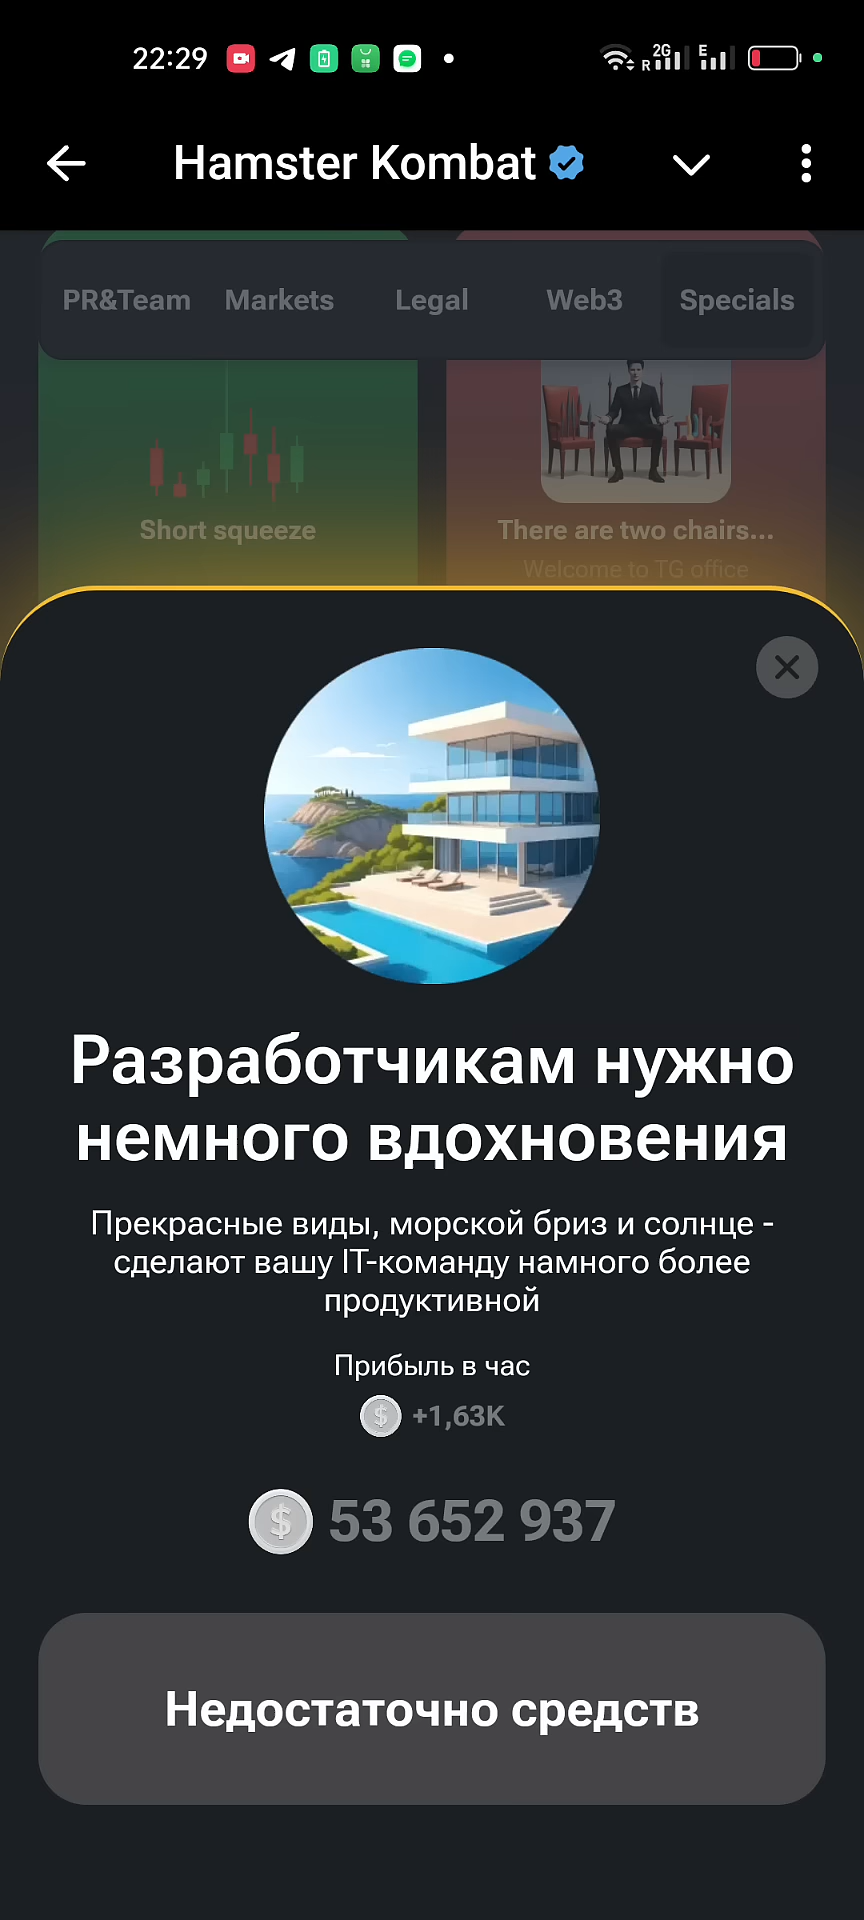 22:29
2G
R
E
Hamster Kombat
PR&Team Markets Legal Web3 Specials
Short squeeze
There are two chairs...
Welcome to TG office
Разработчикам нужно
немного вдохновения
Прекрасные виды, морской бриз и солнце -
сделают вашу IT-команду намного более
продуктивной
Прибыль в час
+1,63K
53 652 937
Недостаточно средств